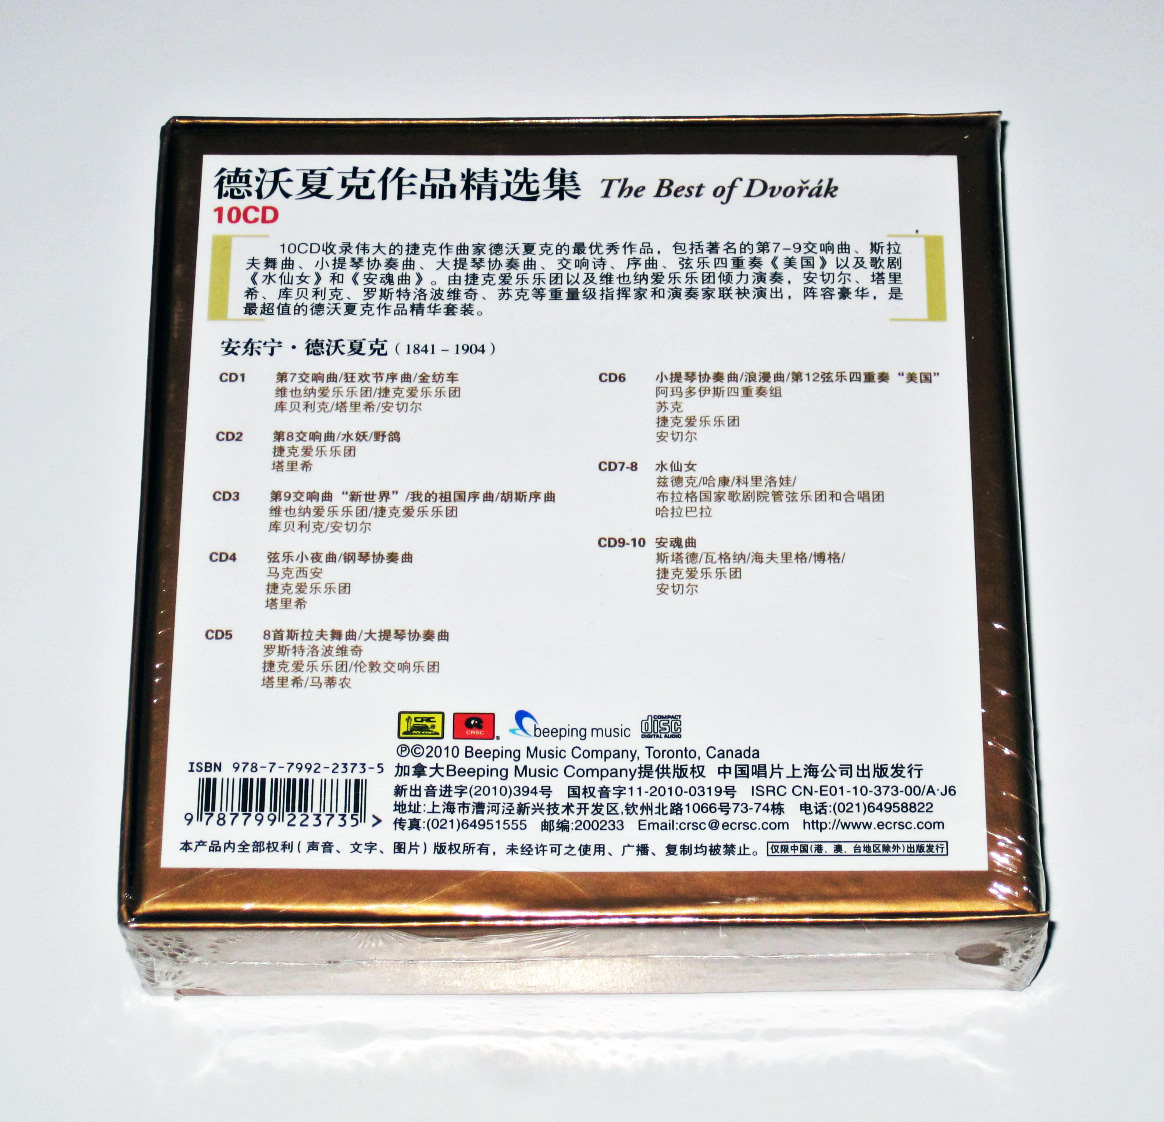 德沃夏克作品精选集 The Best of Dvořák
10CD
10CD收录伟大的捷克作曲家德沃夏克的最优秀作品，包括著名的第7-9交响曲、斯拉
夫舞曲、小提琴协奏曲、大提琴协奏曲、交响诗、序曲、弦乐四重奏《美国》以及歌剧
《水仙女》和《安魂曲》。由捷克爱乐乐团以及维也纳爱乐乐团倾力演奏，安切尔、塔里
希、库贝利克、罗斯特洛波维奇、苏克等重量级指挥家和演奏家联袂演出，阵容豪华，是
最超值的德沃夏克作品精华套装。
安东宁·德沃夏克（1841－1904）
CD1 第7交响曲/狂欢节序曲/金纺车
维也纳爱乐乐团/捷克爱乐乐团
库贝利克/塔里希/安切尔
CD2 第8交响曲/水妖/野鸽
捷克爱乐乐团
塔里希
CD3 第9交响曲“新世界”/我的祖国序曲/胡斯序曲
维也纳爱乐乐团/捷克爱乐乐团
库贝利克/安切尔
CD4 弦乐小夜曲/钢琴协奏曲
马克西安
捷克爱乐乐团
塔里希
CD5 8首斯拉夫舞曲/大提琴协奏曲
罗斯特洛波维奇
捷克爱乐乐团/伦敦交响乐团
塔里希/马蒂农
CD6 小提琴协奏曲/浪漫曲/第12弦乐四重奏“美国”
阿玛多伊斯四重奏组
苏克
捷克爱乐乐团
安切尔
CD7-8 水仙女
兹德克/哈康/科里洛娃/
布拉格国家歌剧院管弦乐团和合唱团
哈拉巴拉
CD9-10 安魂曲
斯塔德/瓦格纳/海夫里格/博格/
捷克爱乐乐团
安切尔
CRC CRSC beeping music COMPACT disc DIGITAL AUDIO
℗©2010 Beeping Music Company, Toronto, Canada
ISBN 978-7-7992-2373-5 加拿大Beeping Music Company提供版权 中国唱片上海公司出版发行
新出音进字(2010)394号 国权音字11-2010-0319号 ISRC CN-E01-10-373-00/A·J6
地址:上海市漕河泾新兴技术开发区,钦州北路1066号73-74栋 电话:(021)64958822
9 787799 223735 > 传真:(021)64951555 邮编:200233 Email:crsc@ecrsc.com http://www.ecrsc.com
本产品内全部权利（声音、文字、图片）版权所有，未经许可之使用、广播、复制均被禁止。 仅限中国(港、澳、台地区除外)出版发行